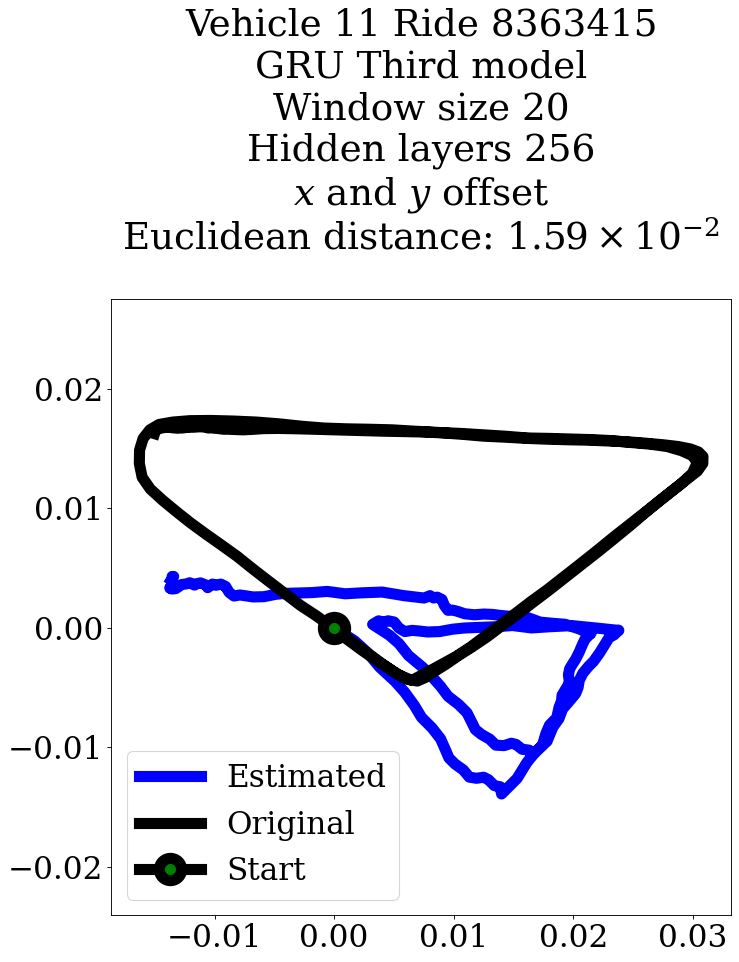 Vehicle 11 Ride 8363415
GRU Third model
Window size 20
Hidden layers 256
x and y offset
Euclidean distance: 1.59 × 10⁻²
0.02
0.01
0.00
−0.01
−0.02
Estimated
Original
Start
−0.01 0.00 0.01 0.02 0.03